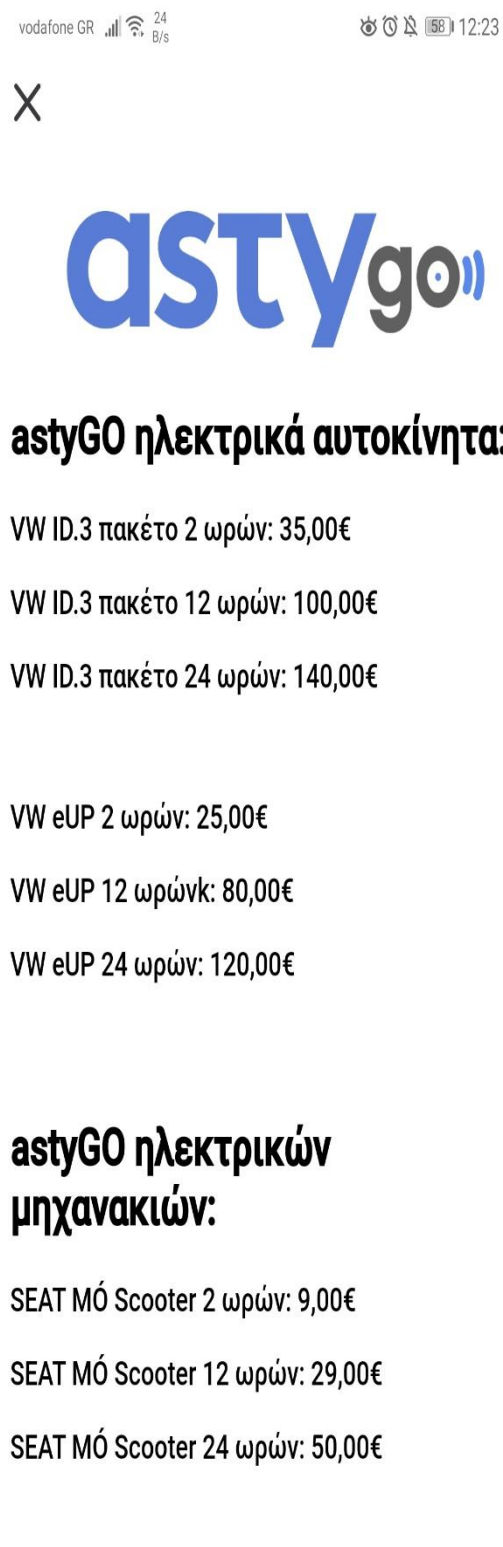 vodafone GR 24 B/s 58 12:23
astygo
astyGO ηλεκτρικά αυτοκίνητα:
VW ID.3 πακέτο 2 ωρών: 35,00€
VW ID.3 πακέτο 12 ωρών: 100,00€
VW ID.3 πακέτο 24 ωρών: 140,00€
VW eUP 2 ωρών: 25,00€
VW eUP 12 ωρώνk: 80,00€
VW eUP 24 ωρών: 120,00€
astyGO ηλεκτρικών
μηχανακιών:
SEAT MÓ Scooter 2 ωρών: 9,00€
SEAT MÓ Scooter 12 ωρών: 29,00€
SEAT MÓ Scooter 24 ωρών: 50,00€